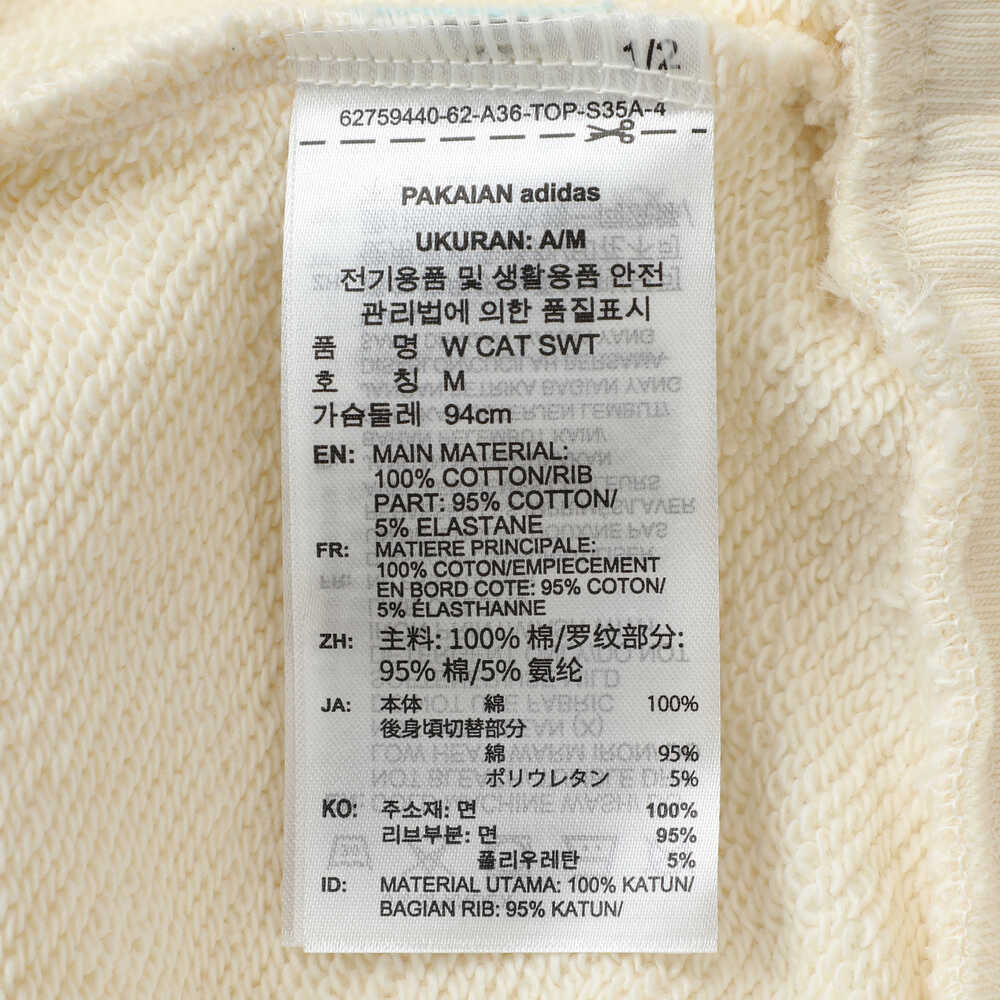 1/2
62759440-62-A36-TOP-S35A-4
PAKAIAN adidas
UKURAN: A/M
전기용품 및 생활용품 안전
관리법에 의한 품질표시
품 명 W CAT SWT
호 칭 M
가슴둘레 94cm
EN: MAIN MATERIAL:
100% COTTON/RIB
PART: 95% COTTON/
5% ELASTANE
FR: MATIERE PRINCIPALE:
100% COTON/EMPIECEMENT
EN BORD COTE: 95% COTON/
5% ÉLASTHANNE
ZH: 主料: 100% 棉/罗纹部分:
95% 棉/5% 氨纶
JA: 本体 綿 100%
後身頃切替部分
綿 95%
ポリウレタン 5%
KO: 주소재: 면 100%
리브부분: 면 95%
폴리우레탄 5%
ID: MATERIAL UTAMA: 100% KATUN/
BAGIAN RIB: 95% KATUN/